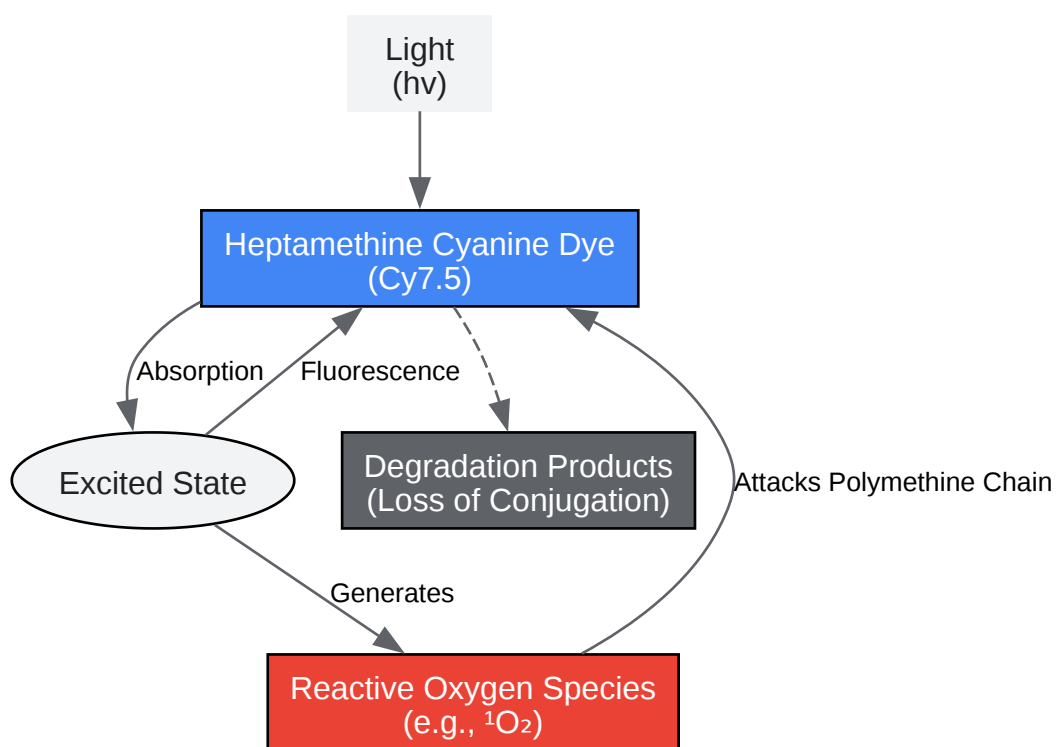 Light
(hv)
Heptamethine Cyanine Dye
(Cy7.5)
Absorption
Fluorescence
Excited State
Degradation Products
(Loss of Conjugation)
Attacks Polymethine Chain
Generates
Reactive Oxygen Species
(e.g., ¹O₂)